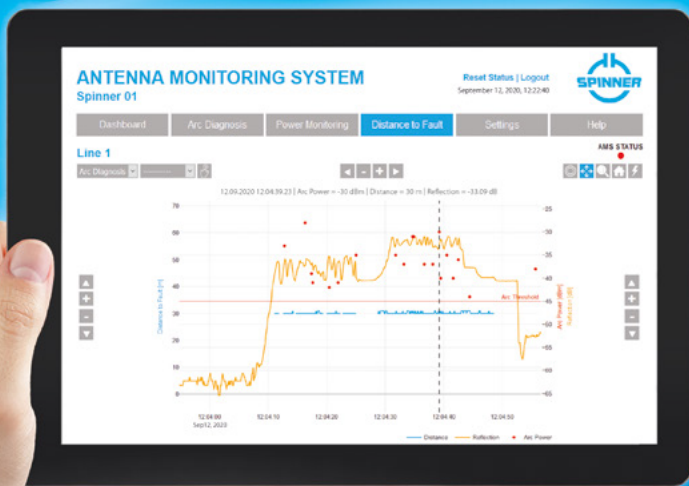 ANTENNA MONITORING SYSTEM
Spinner 01
Reset Status | Logout
September 12, 2020, 12:22:40
SPINNER
Dashboard
Arc Diagnosis
Power Monitoring
Distance to Fault
Settings
Help
Line 1
AMS STATUS
Arc Diagnosis
12.09.2020 12:04:39.23 | Arc Power = -30 dBm | Distance = 30 m | Reflection = -33.09 dB
70
60
50
40
30
20
10
0
Distance to Fault [m]
-25
-30
-35
-40
-45
-50
-55
-60
-65
Arc Power [dBm]
Reflection [dB]
Arc Threshold
12:04:00
12:04:10
12:04:20
12:04:30
12:04:40
12:04:50
Sep12, 2020
Distance
Reflection
Arc Power